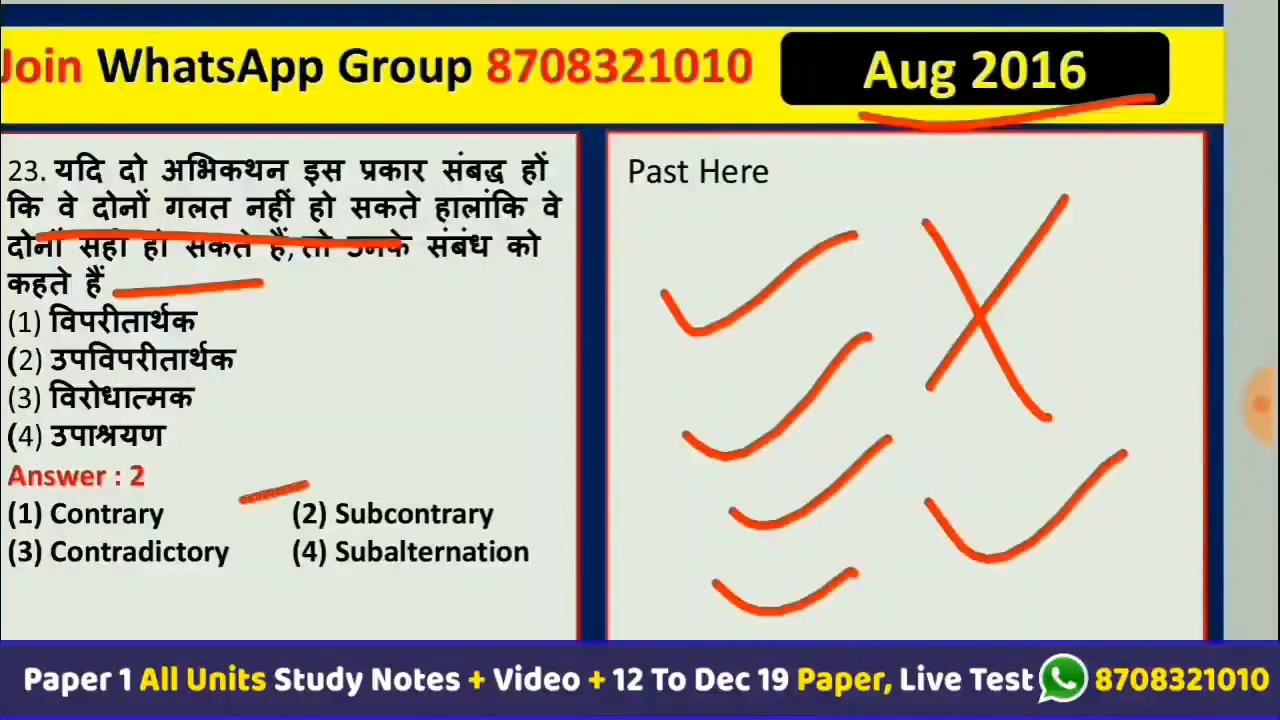 Join WhatsApp Group 8708321010
Aug 2016
23. यदि दो अभिकथन इस प्रकार संबद्ध हों
कि वे दोनों गलत नहीं हो सकते हालांकि वे
दोनों सही हो सकते हैं, तो उनके संबंध को
कहते हैं
(1) विपरीतार्थक
(2) उपविपरीतार्थक
(3) विरोधात्मक
(4) उपाश्रयण
Answer : 2
(1) Contrary (2) Subcontrary
(3) Contradictory (4) Subalternation
Past Here
Paper 1 All Units Study Notes + Video + 12 To Dec 19 Paper, Live Test 8708321010